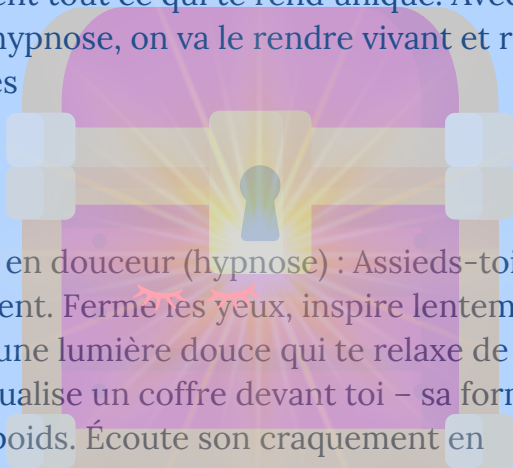 ent tout ce qui te rend unique. Avec
hypnose, on va le rendre vivant et r
es
en douceur (hypnose) : Assieds-toi
ent. Ferme les yeux, inspire lentem
une lumière douce qui te relaxe de
ualise un coffre devant toi – sa forn
poids. Écoute son craquement en